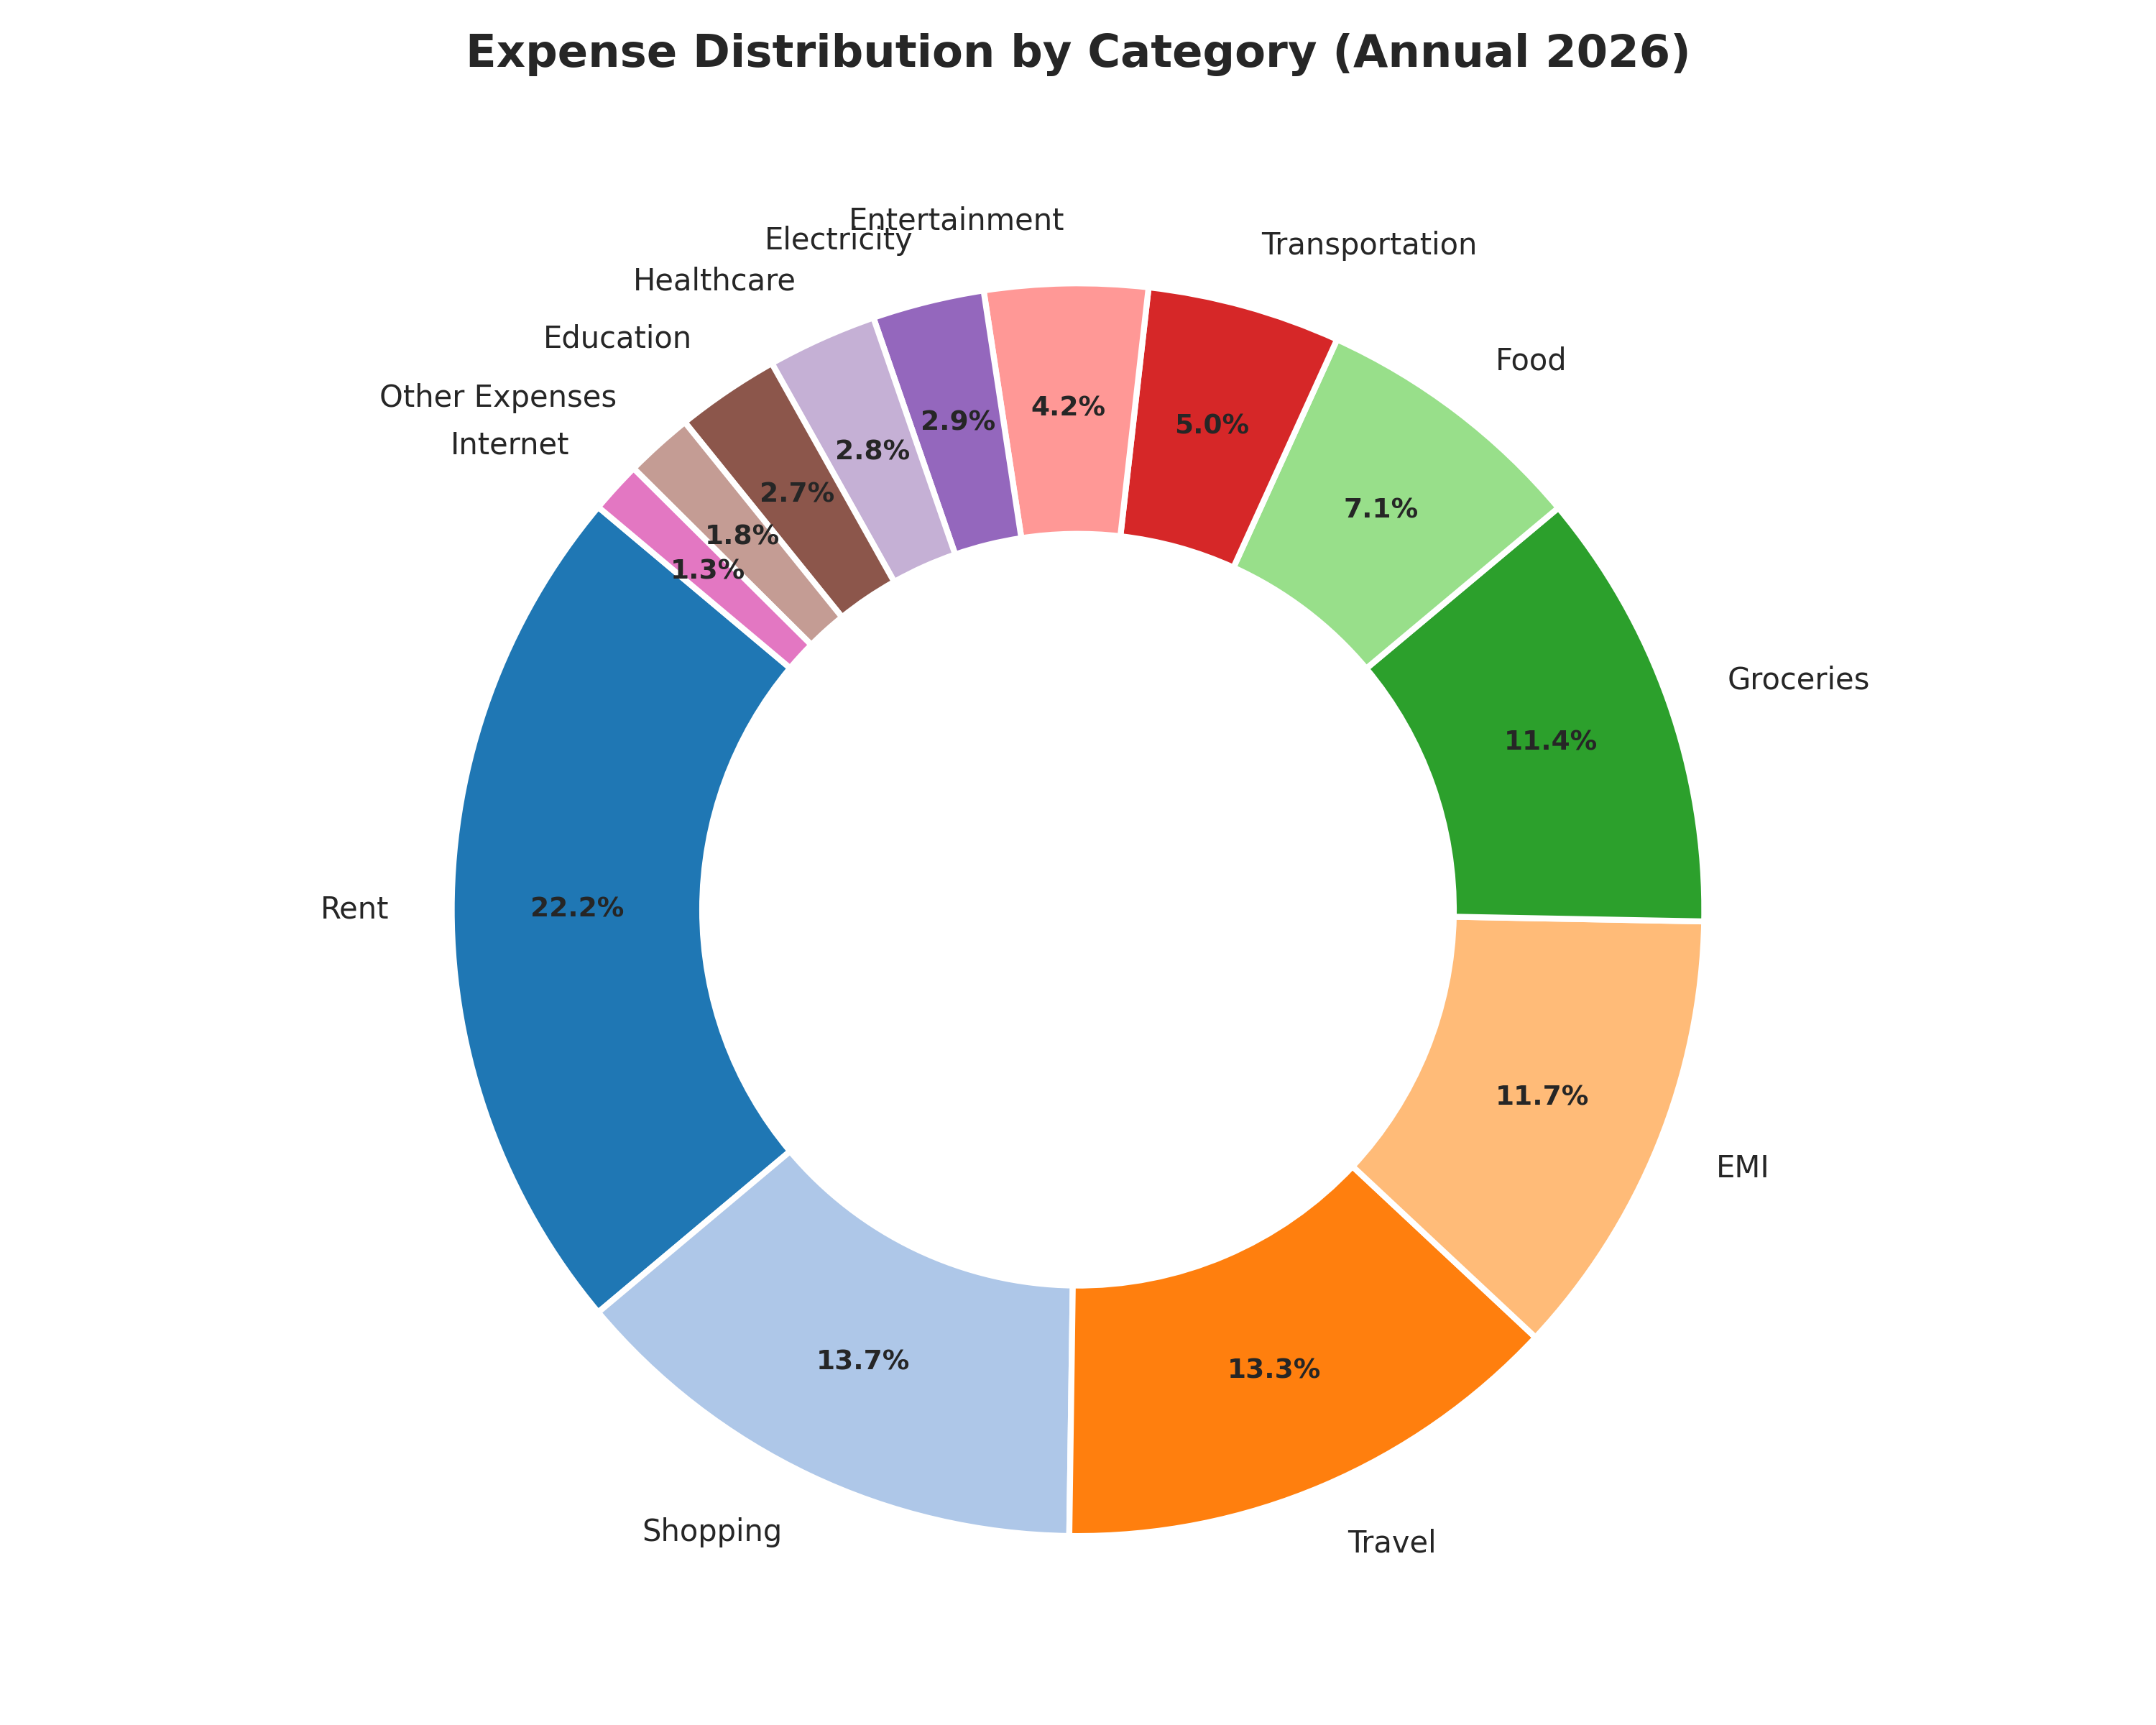 Expense Distribution by Category (Annual 2026)
Entertainment
Electricity
Transportation
Healthcare
Education
Food
Other Expenses
Internet
4.2%
2.9%
5.0%
2.8%
2.7%
7.1%
1.8%
1.3%
Groceries
11.4%
Rent
22.2%
11.7%
EMI
13.7%
13.3%
Shopping
Travel